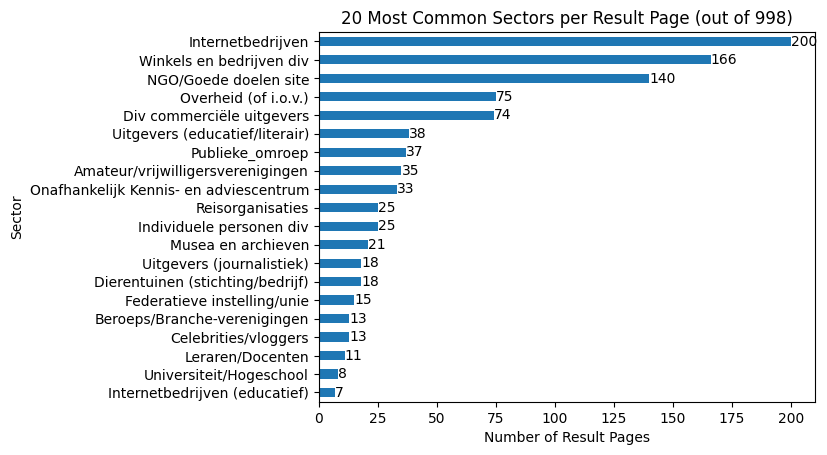 20 Most Common Sectors per Result Page (out of 998)
Internetbedrijven 200
Winkels en bedrijven div 166
NGO/Goede doelen site 140
Overheid (of i.o.v.) 75
Div commerciële uitgevers 74
Uitgevers (educatief/literair) 38
Publieke_omroep 37
Amateur/vrijwilligersverenigingen 35
Onafhankelijk Kennis- en adviescentrum 33
Reisorganisaties 25
Individuele personen div 25
Musea en archieven 21
Uitgevers (journalistiek) 18
Dierentuinen (stichting/bedrijf) 18
Federatieve instelling/unie 15
Beroeps/Branche-verenigingen 13
Celebrities/vloggers 13
Leraren/Docenten 11
Universiteit/Hogeschool 8
Internetbedrijven (educatief) 7
Sector
0 25 50 75 100 125 150 175 200
Number of Result Pages